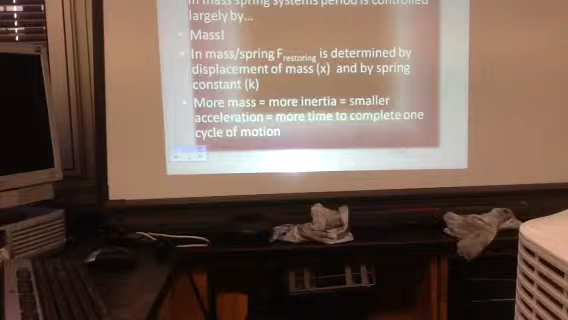 In mass spring systems period is controlled
largely by...
• Mass!
• In mass/spring Frestoring is determined by
displacement of mass (x) and by spring
constant (k)
• More mass = more inertia = smaller
acceleration = more time to complete one
cycle of motion